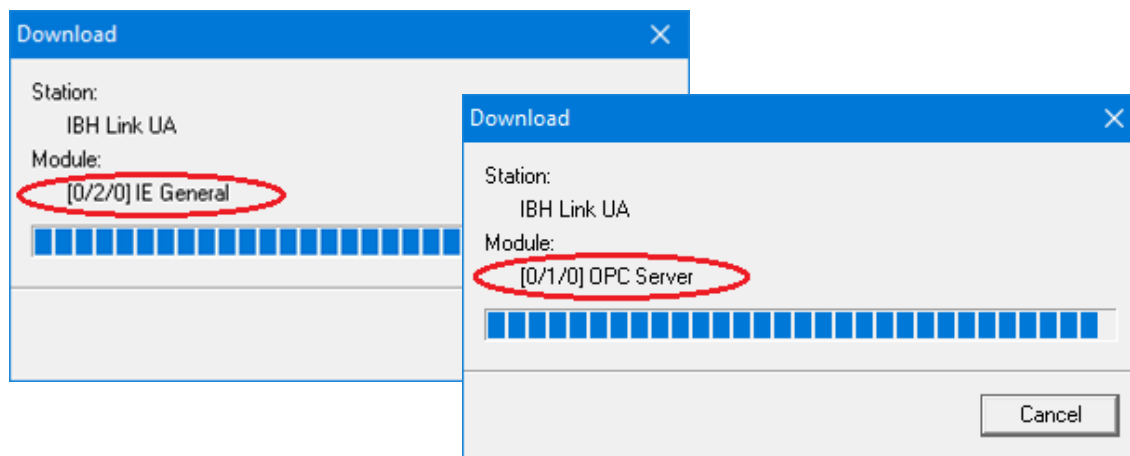 Download
Station:
IBH Link UA
Module:
[0/2/0] IE General
Download
Station:
IBH Link UA
Module:
[0/1/0] OPC Server
Cancel